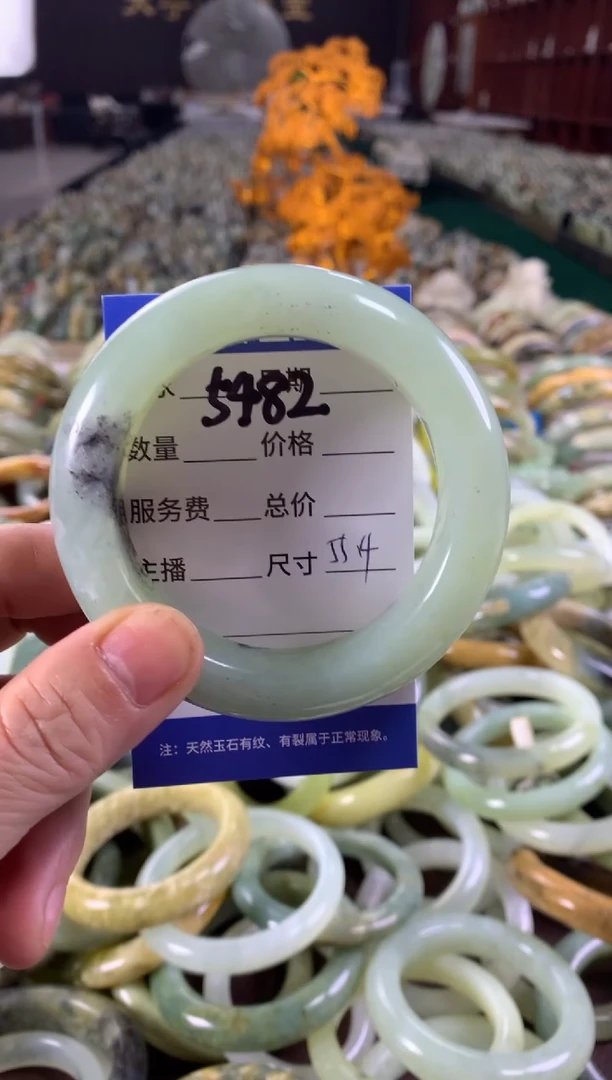 5482 期
数量 价格
服务费 总价
主播 尺寸 55.4
注：天然玉石有纹、有裂属于正常现象。